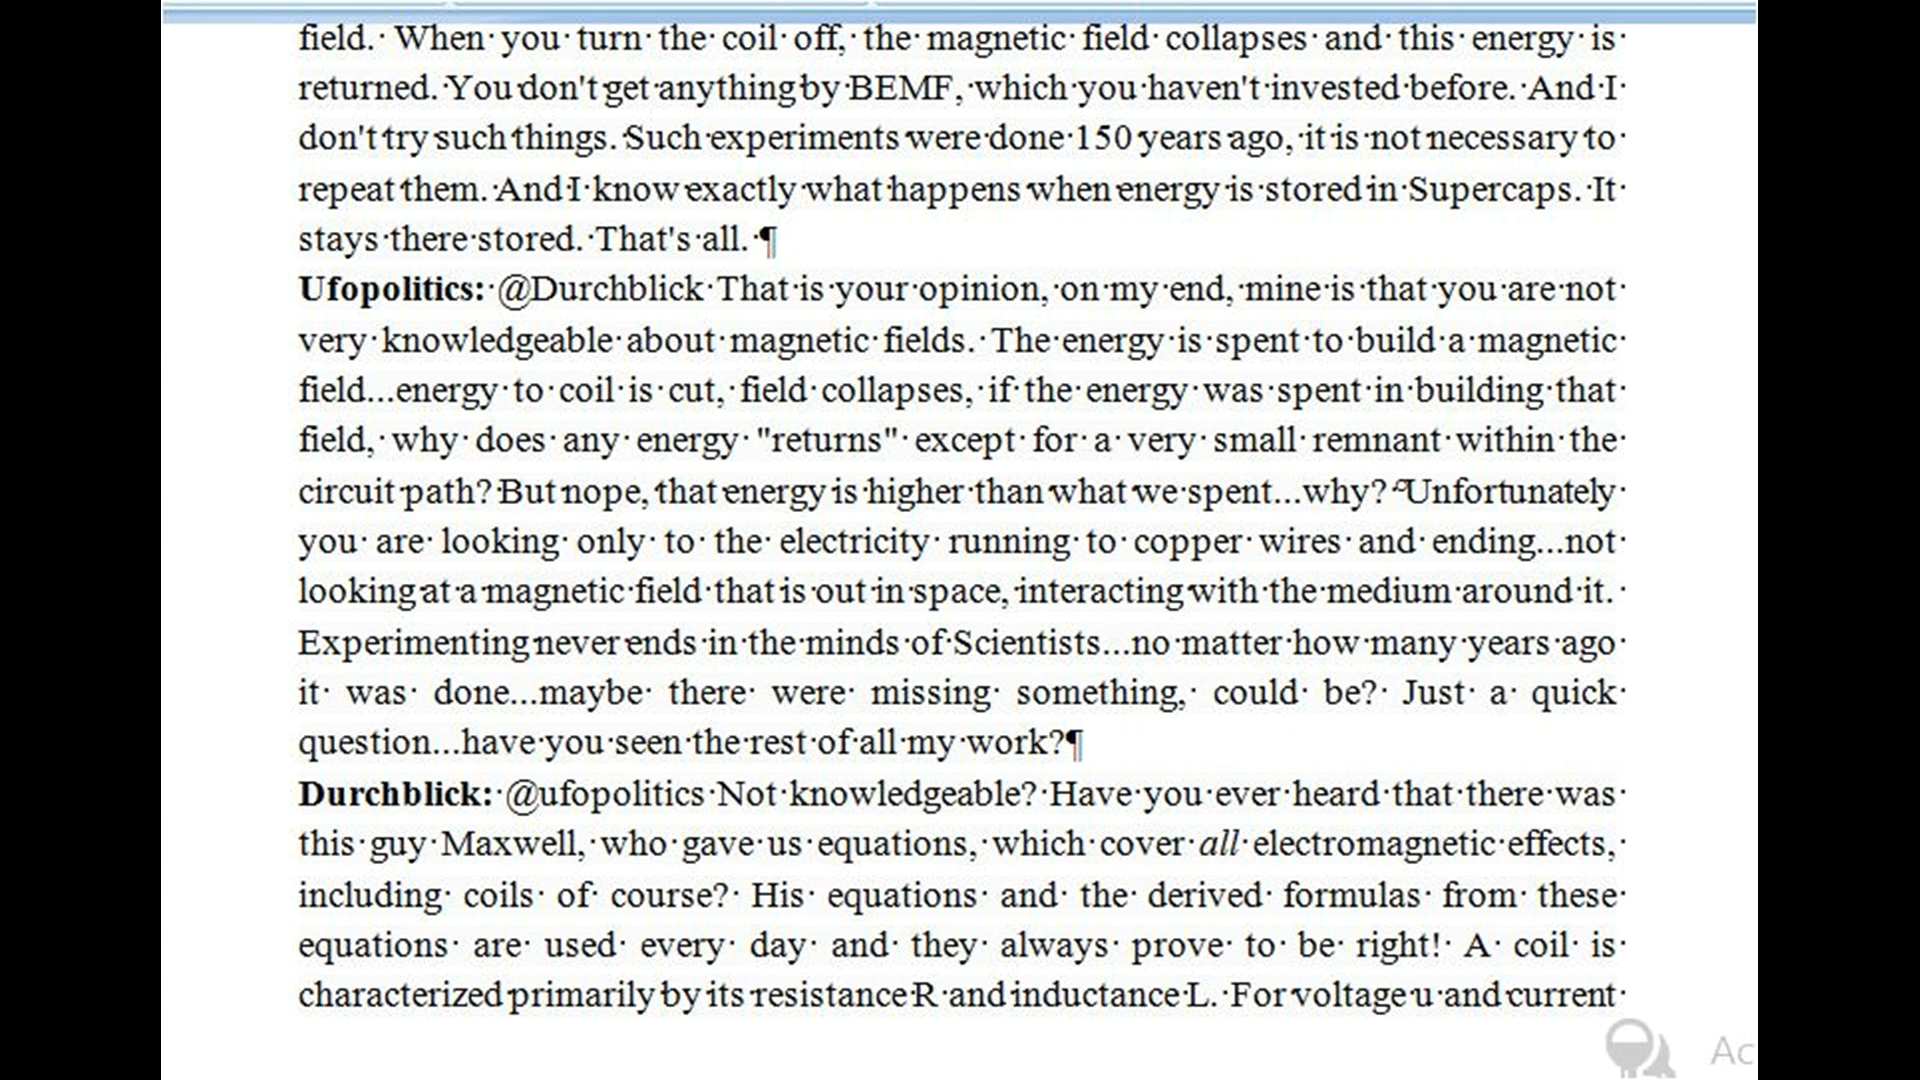 field. When you turn the coil off, the magnetic field collapses and this energy is
returned. You don't get anything by BEMF, which you haven't invested before. And I
don't try such things. Such experiments were done 150 years ago, it is not necessary to
repeat them. And I know exactly what happens when energy is stored in Supercaps. It
stays there stored. That's all. ¶
Ufopolitics: @Durchblick That is your opinion, on my end, mine is that you are not
very knowledgeable about magnetic fields. The energy is spent to build a magnetic
field...energy to coil is cut, field collapses, if the energy was spent in building that
field, why does any energy "returns" except for a very small remnant within the
circuit path? But nope, that energy is higher than what we spent...why? Unfortunately
you are looking only to the electricity running to copper wires and ending...not
looking at a magnetic field that is out in space, interacting with the medium around it.
Experimenting never ends in the minds of Scientists...no matter how many years ago
it was done...maybe there were missing something, could be? Just a quick
question...have you seen the rest of all my work?¶
Durchblick: @ufopolitics Not knowledgeable? Have you ever heard that there was
this guy Maxwell, who gave us equations, which cover all electromagnetic effects,
including coils of course? His equations and the derived formulas from these
equations are used every day and they always prove to be right! A coil is
characterized primarily by its resistance R and inductance L. For voltage u and current
Ac